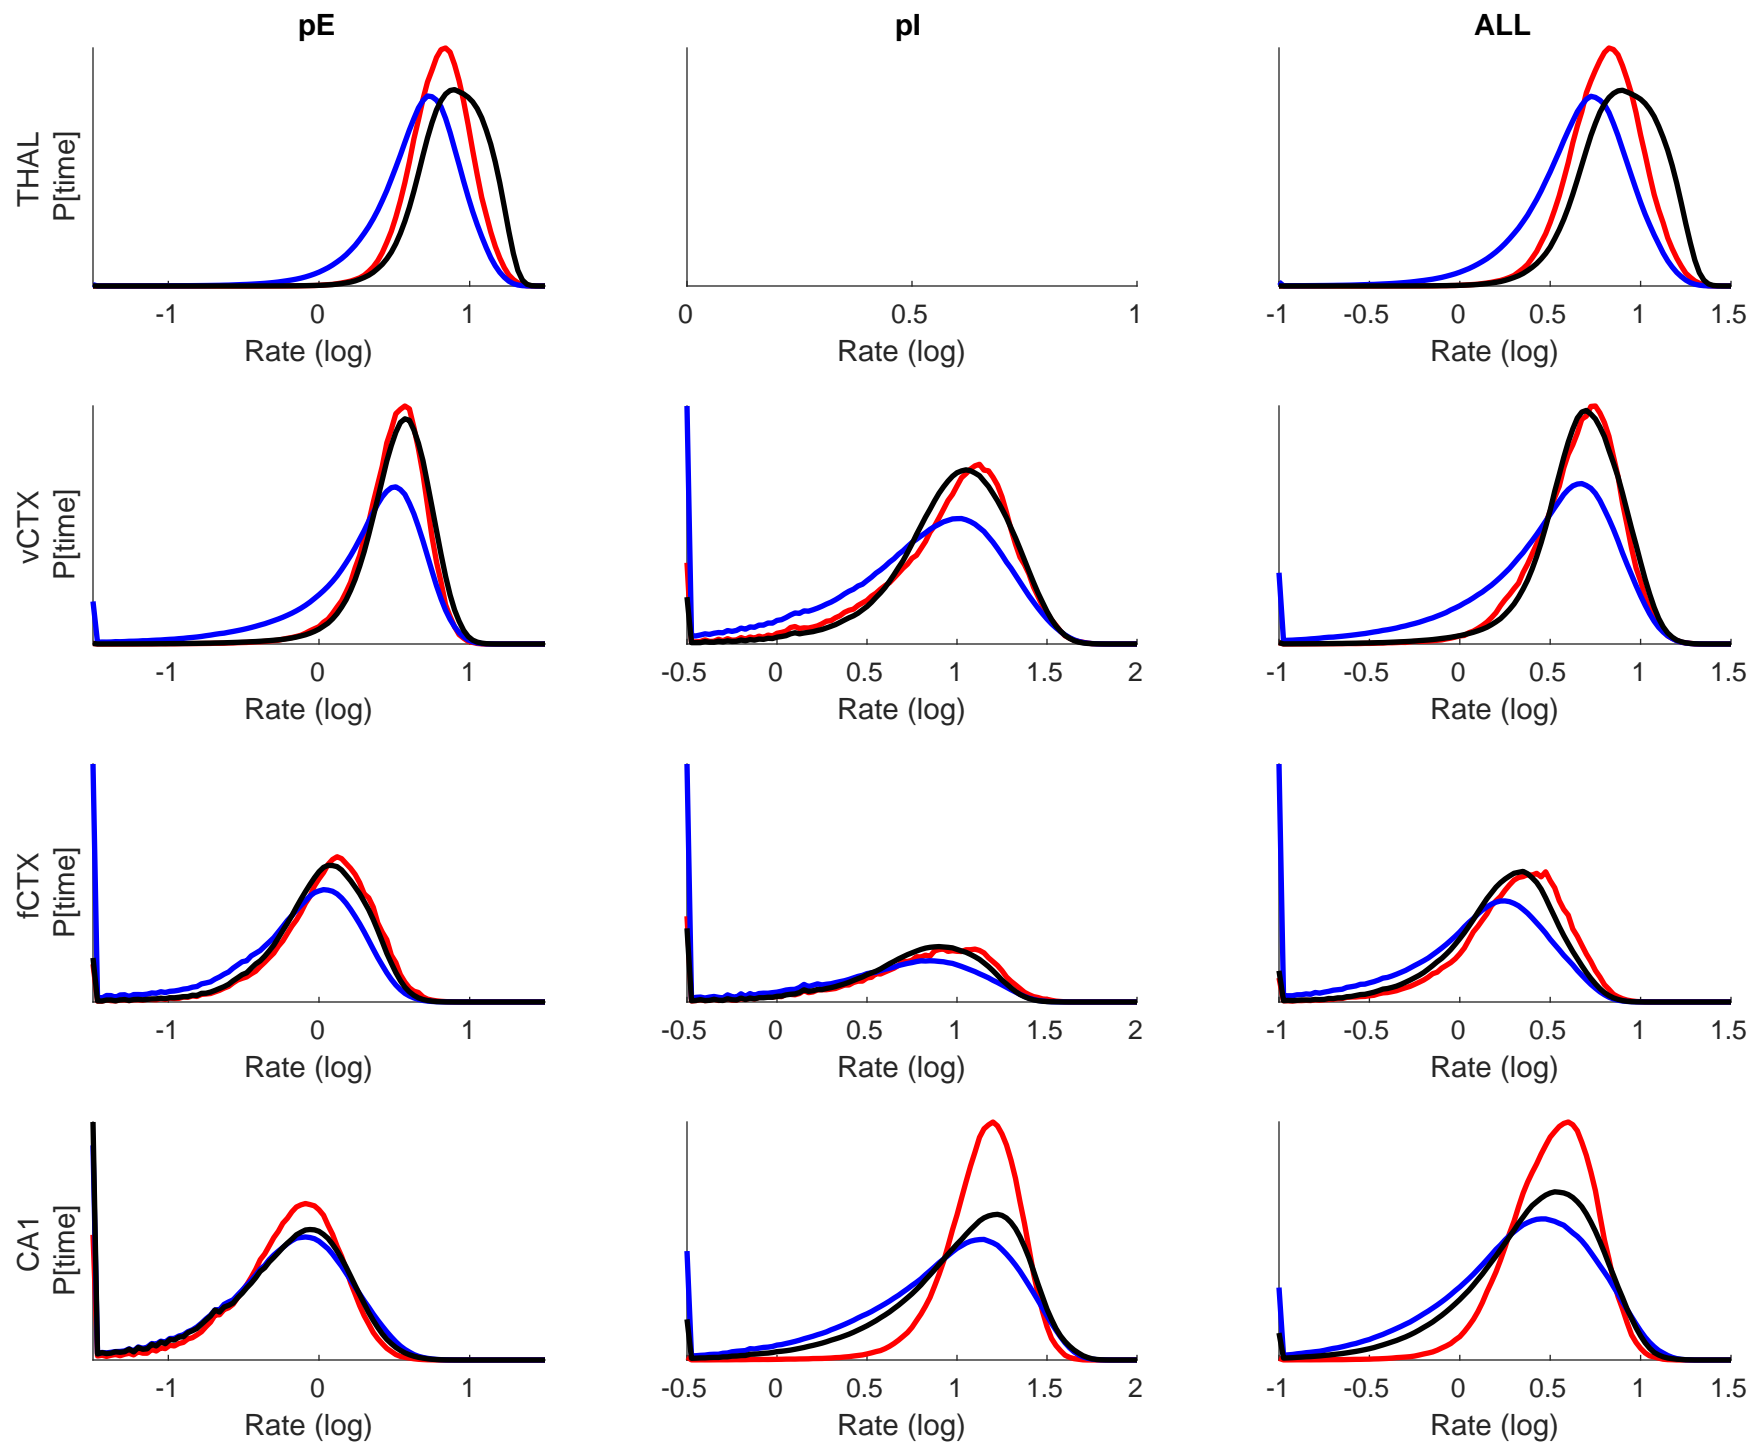 pE pI ALL
THAL
P[time]
-1 0 1 0 0.5 1 -1 -0.5 0 0.5 1 1.5
Rate (log) Rate (log) Rate (log)
vCTX
P[time]
-1 0 1 -0.5 0 0.5 1 1.5 2 -1 -0.5 0 0.5 1 1.5
Rate (log) Rate (log) Rate (log)
fCTX
P[time]
-1 0 1 -0.5 0 0.5 1 1.5 2 -1 -0.5 0 0.5 1 1.5
Rate (log) Rate (log) Rate (log)
CA1
P[time]
-1 0 1 -0.5 0 0.5 1 1.5 2 -1 -0.5 0 0.5 1 1.5
Rate (log) Rate (log) Rate (log)